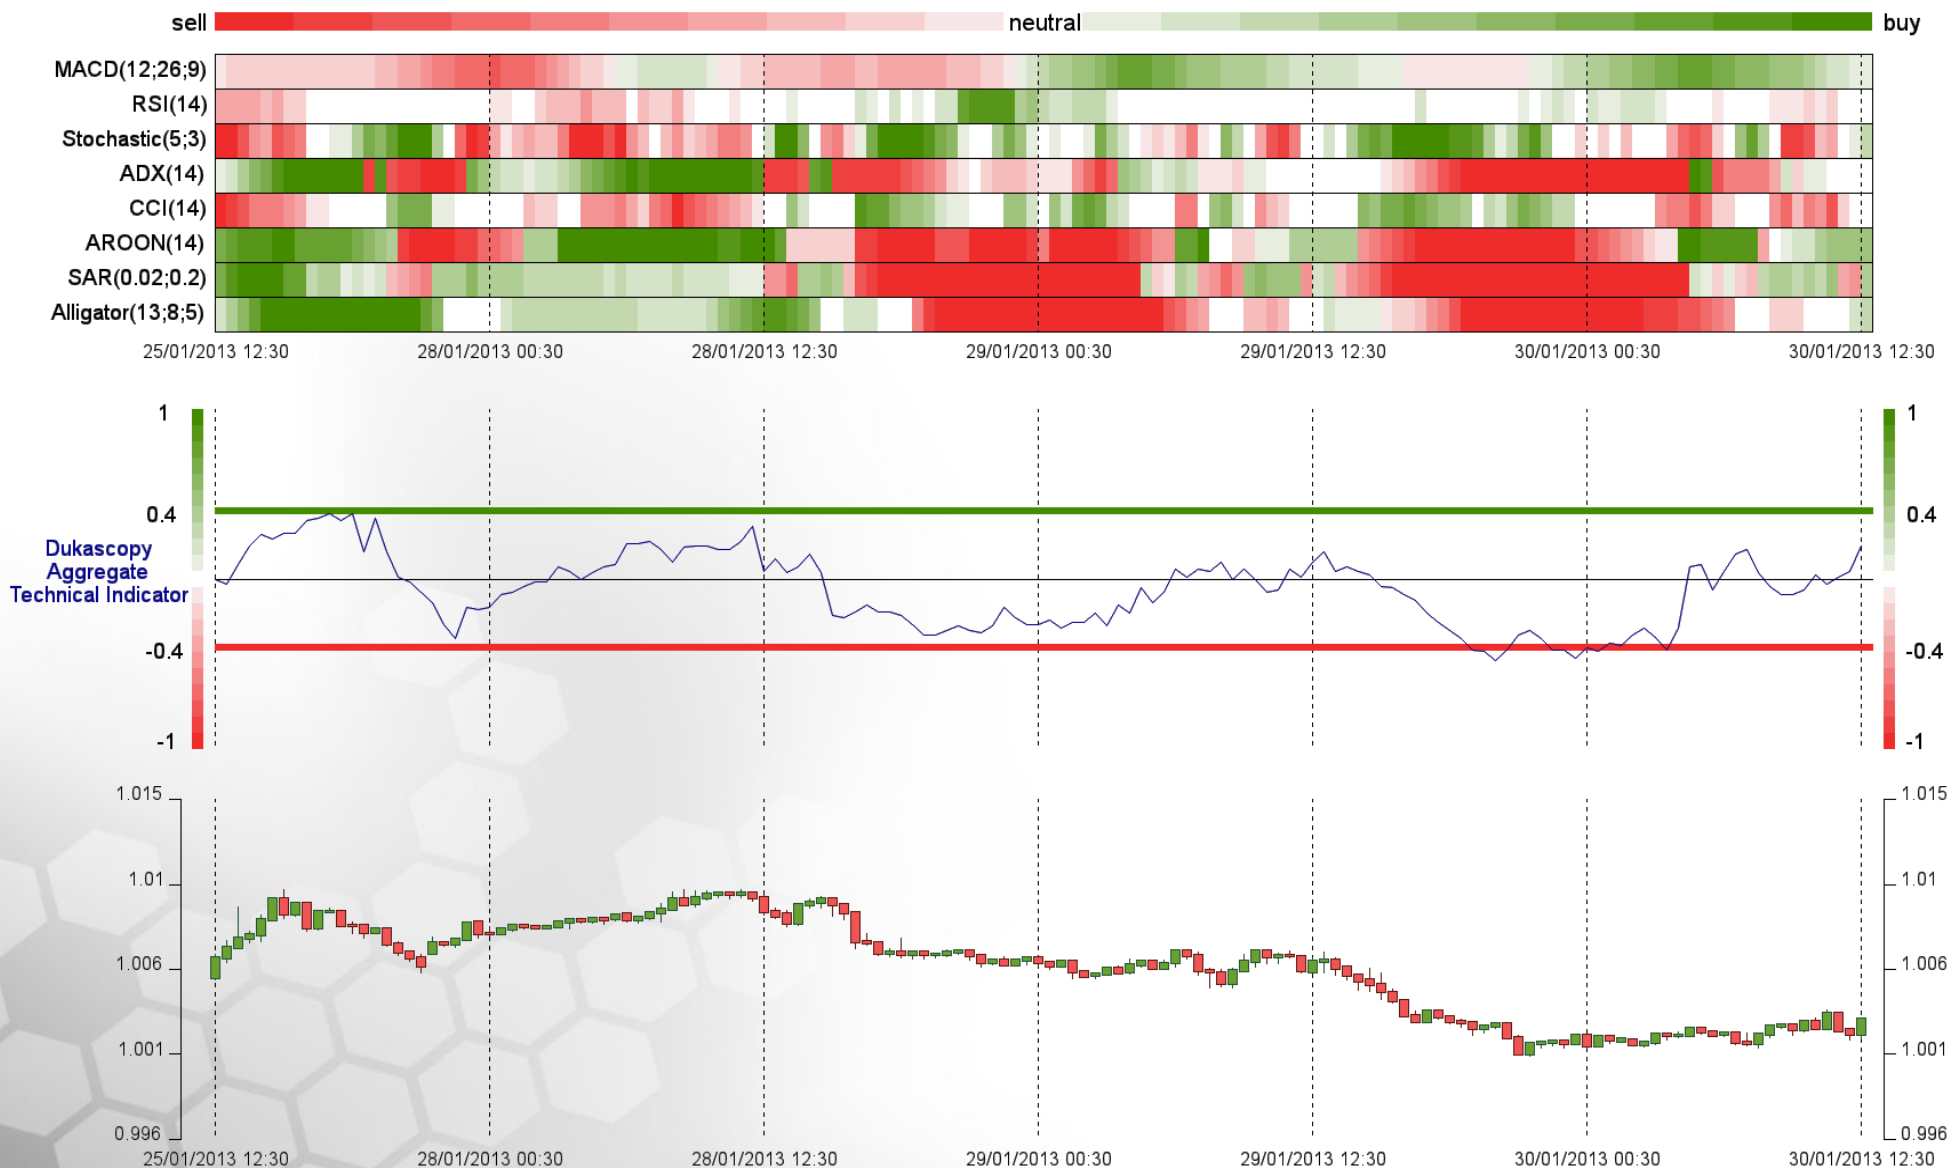 sell neutral buy
MACD(12;26;9)
RSI(14)
Stochastic(5;3)
ADX(14)
CCI(14)
AROON(14)
SAR(0.02;0.2)
Alligator(13;8;5)
25/01/2013 12:30 28/01/2013 00:30 28/01/2013 12:30 29/01/2013 00:30 29/01/2013 12:30 30/01/2013 00:30 30/01/2013 12:30
1 1
0.4 0.4
Dukascopy
Aggregate
Technical Indicator
-0.4 -0.4
-1 -1
1.015 1.015
1.01 1.01
1.006 1.006
1.001 1.001
0.996 0.996
25/01/2013 12:30 28/01/2013 00:30 28/01/2013 12:30 29/01/2013 00:30 29/01/2013 12:30 30/01/2013 00:30 30/01/2013 12:30